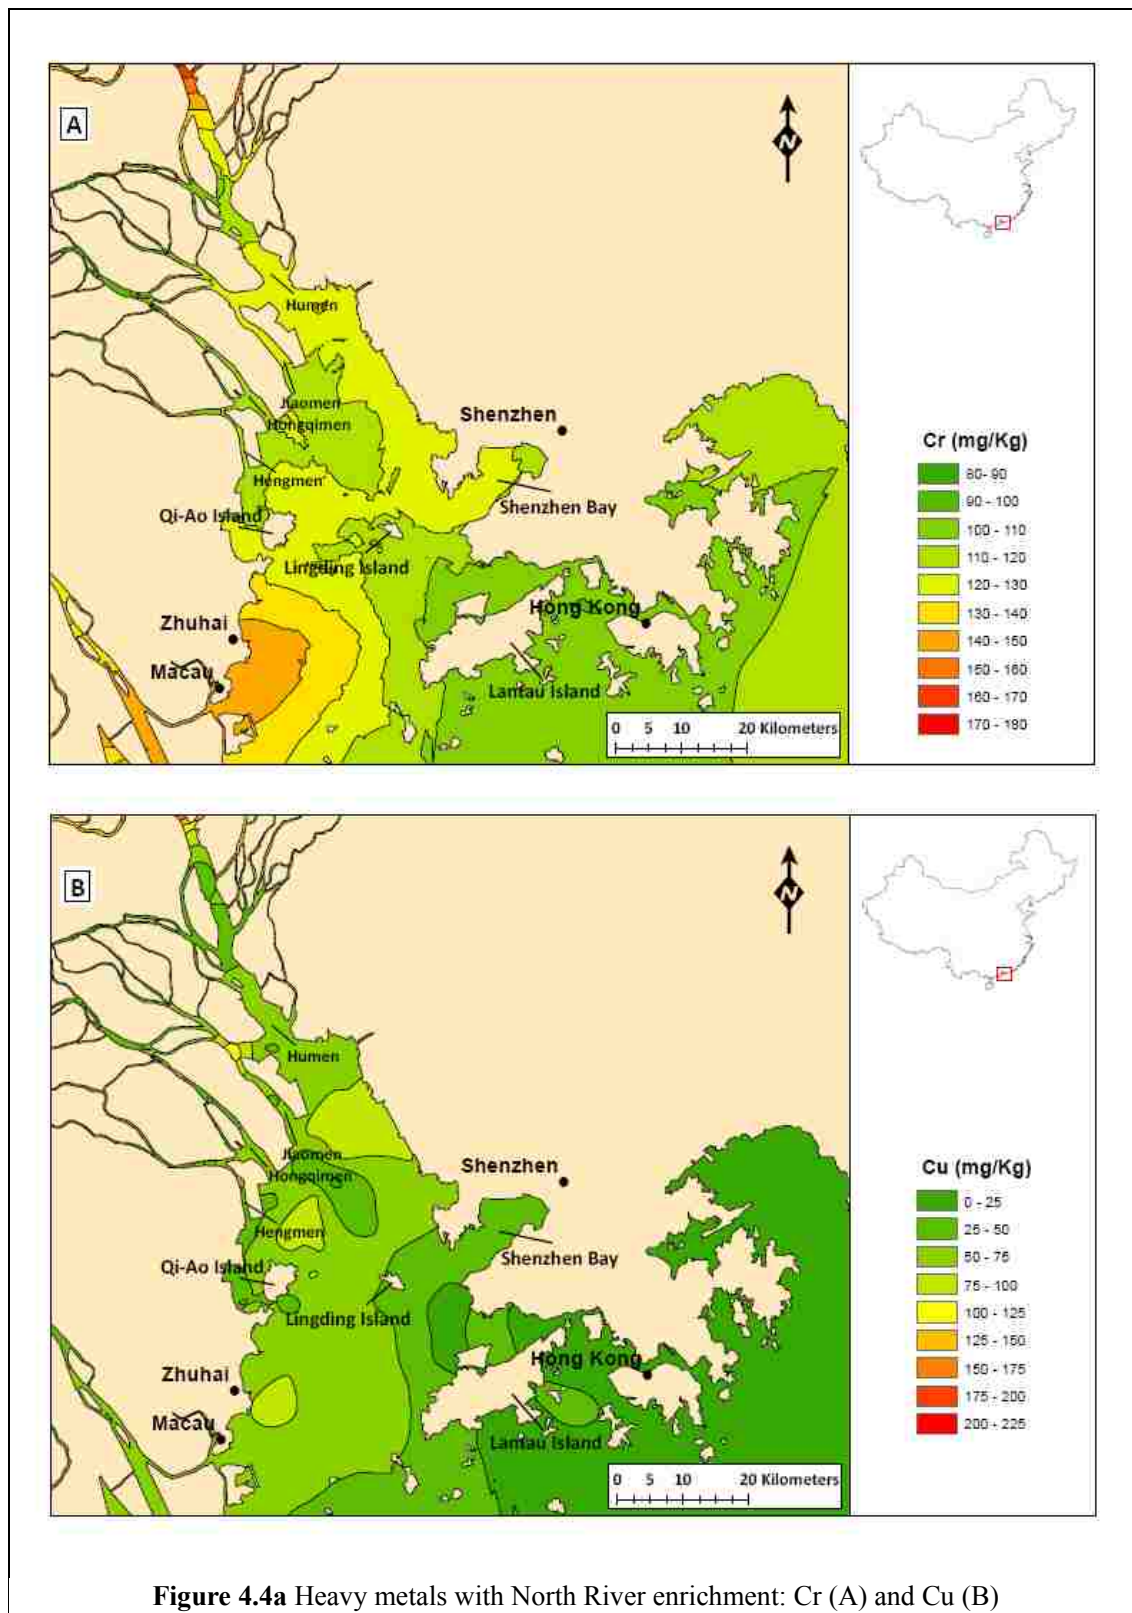 A
N
Humen
Jiaomen
Hongqimen
Shenzhen
Hengmen
Shenzhen Bay
Qi-Ao Island
Lingding Island
Hong Kong
Zhuhai
Macau
Lantau Island
0 5 10 20 Kilometers
Cr (mg/Kg)
80 - 90
90 - 100
100 - 110
110 - 120
120 - 130
130 - 140
140 - 150
150 - 160
160 - 170
170 - 180
B
N
Humen
Jiaomen
Hongqimen
Shenzhen
Hengmen
Shenzhen Bay
Qi-Ao Island
Lingding Island
Hong Kong
Zhuhai
Macau
Lantau Island
0 5 10 20 Kilometers
Cu (mg/Kg)
0 - 25
25 - 50
50 - 75
75 - 100
100 - 125
125 - 150
150 - 175
175 - 200
200 - 225
Figure 4.4a Heavy metals with North River enrichment: Cr (A) and Cu (B)